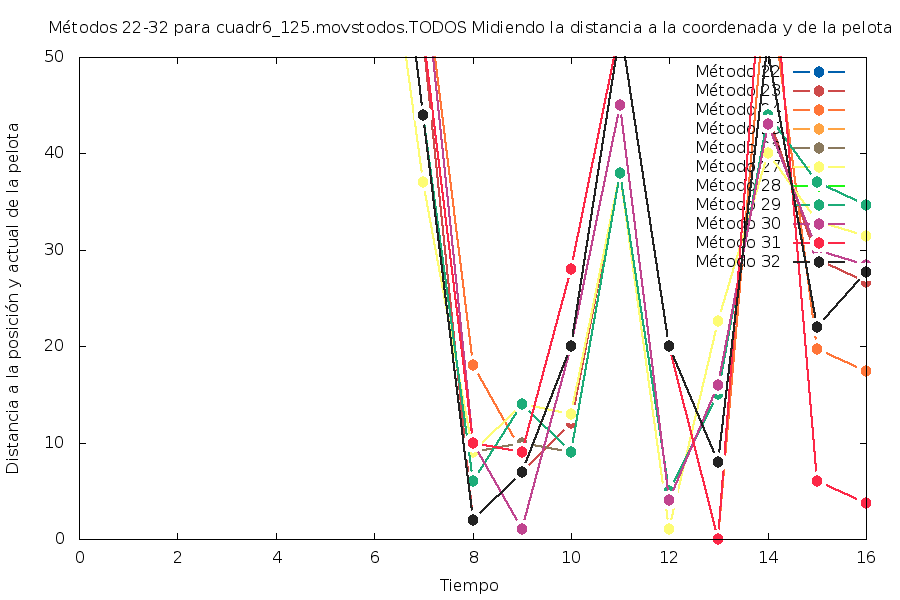 Métodos 22-32 para cuadr6_125.movstodos.TODOS Midiendo la distancia a la coordenada y de la pelota
Distancia a la posición y actual de la pelota
50
40
30
20
10
0
0 2 4 6 8 10 12 14 16
Tiempo
Método 22
Método 23
Método
Método
Método
Método 27
Método 28
Método 29
Método 30
Método 31
Método 32